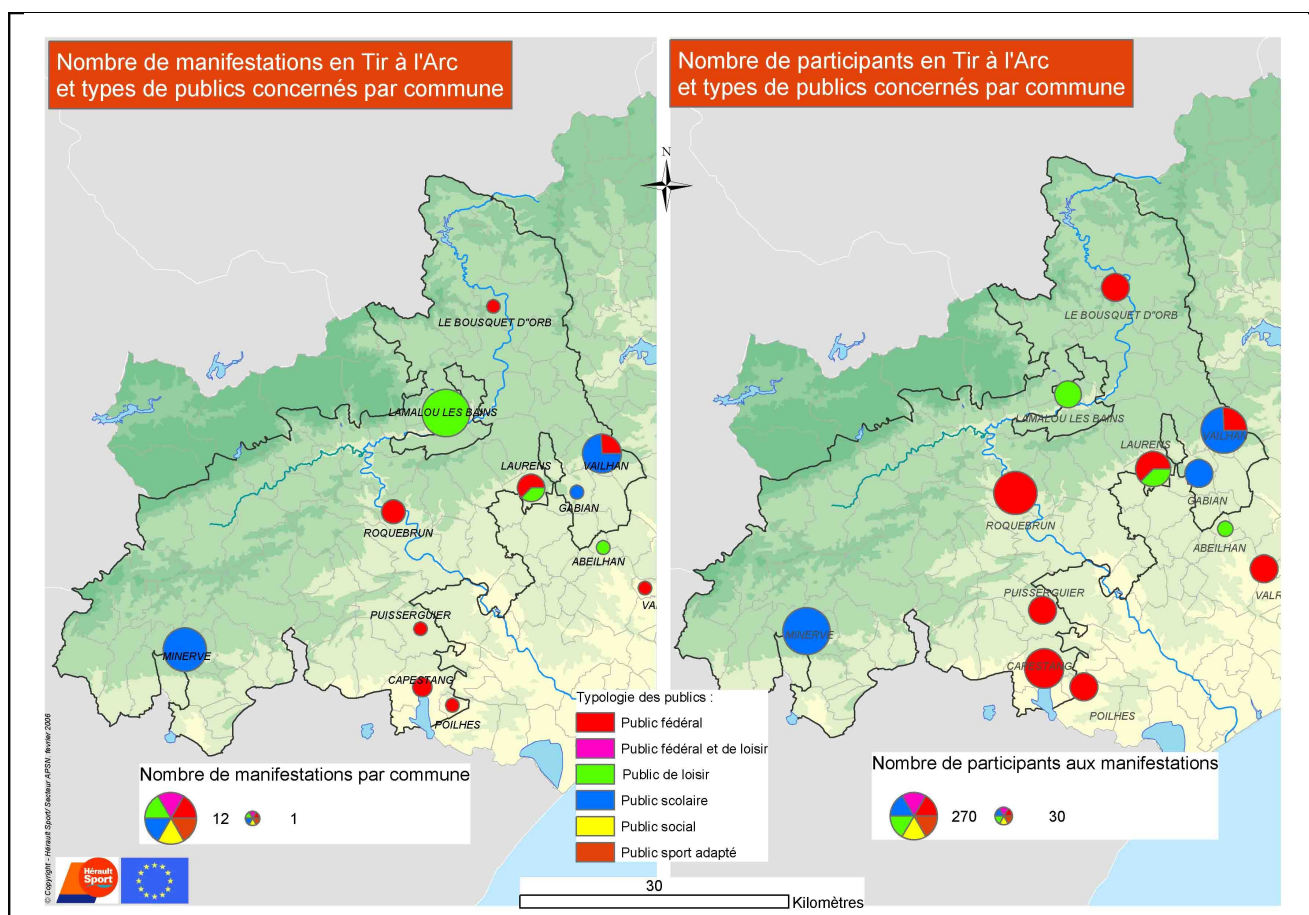 Nombre de manifestations en Tir à l'Arc
et types de publics concernés par commune
Nombre de participants en Tir à l'Arc
et types de publics concernés par commune
N
LE BOUSQUET D"ORB
LAMALOU LES BAINS
LAURENS
VAILHAN
GABIAN
ROQUEBRUN
ABEILHAN
VAL
PUISSERGUIER
MINERVE
CAPESTANG
POILHES
LE BOUSQUET D"ORB
LAMALOU LES BAINS
VAILHAN
LAURENS
GABIAN
ROQUEBRUN
ABEILHAN
VALR
PUISSERGUIER
MINERVE
CAPESTANG
POILHES
Typologie des publics :
Public fédéral
Public fédéral et de loisir
Public de loisir
Public scolaire
Public social
Public sport adapté
Nombre de manifestations par commune
12
1
Nombre de participants aux manifestations
270
30
© Copyright - Hérault Sport/ Secteur APSN. fevrier 2006
Hérault
Sport
30
Kilomètres